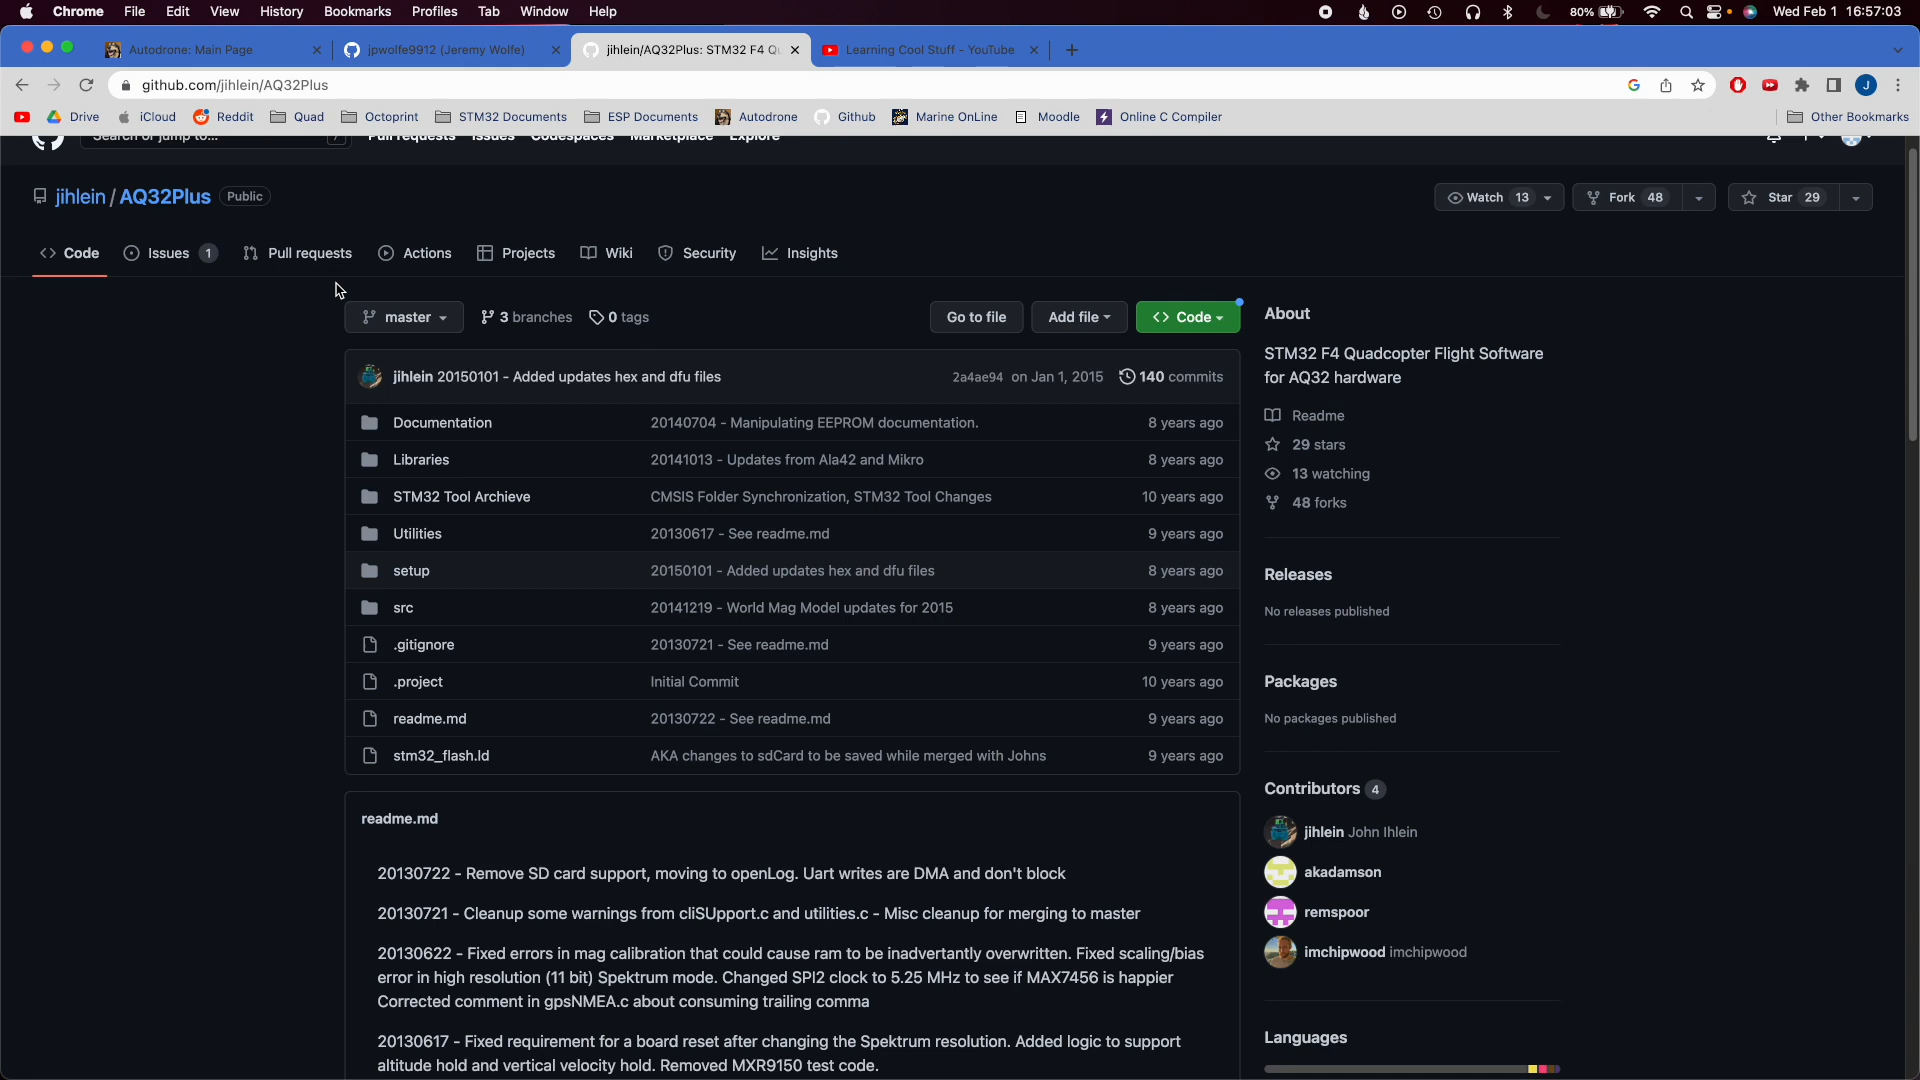 Chrome File Edit View History Bookmarks Profiles Tab Window Help 80% Wed Feb 1 16:57:03
Autodrone: Main Page jpwolfe9912 (Jeremy Wolfe) jihlein/AQ32Plus: STM32 F4 Qu Learning Cool Stuff - YouTube
github.com/jihlein/AQ32Plus J
Drive iCloud Reddit Quad Octoprint STM32 Documents ESP Documents Autodrone Github Marine OnLine Moodle Online C Compiler Other Bookmarks
Search or jump to... / Pull requests Issues Codespaces Marketplace Explore
jihlein / AQ32Plus Public Watch 13 Fork 48 Star 29
Code Issues 1 Pull requests Actions Projects Wiki Security Insights
master 3 branches 0 tags Go to file Add file Code
jihlein 20150101 - Added updates hex and dfu files 2a4ae94 on Jan 1, 2015 140 commits
Documentation 20140704 - Manipulating EEPROM documentation. 8 years ago
Libraries 20141013 - Updates from Ala42 and Mikro 8 years ago
STM32 Tool Archieve CMSIS Folder Synchronization, STM32 Tool Changes 10 years ago
Utilities 20130617 - See readme.md 9 years ago
setup 20150101 - Added updates hex and dfu files 8 years ago
src 20141219 - World Mag Model updates for 2015 8 years ago
.gitignore 20130721 - See readme.md 9 years ago
.project Initial Commit 10 years ago
readme.md 20130722 - See readme.md 9 years ago
stm32_flash.ld AKA changes to sdCard to be saved while merged with Johns 9 years ago
readme.md
20130722 - Remove SD card support, moving to openLog. Uart writes are DMA and don't block
20130721 - Cleanup some warnings from cliSUpport.c and utilities.c - Misc cleanup for merging to master
20130622 - Fixed errors in mag calibration that could cause ram to be inadvertantly overwritten. Fixed scaling/bias
error in high resolution (11 bit) Spektrum mode. Changed SPI2 clock to 5.25 MHz to see if MAX7456 is happier
Corrected comment in gpsNMEA.c about consuming trailing comma
20130617 - Fixed requirement for a board reset after changing the Spektrum resolution. Added logic to support
altitude hold and vertical velocity hold. Removed MXR9150 test code.
About
STM32 F4 Quadcopter Flight Software
for AQ32 hardware
Readme
29 stars
13 watching
48 forks
Releases
No releases published
Packages
No packages published
Contributors 4
jihlein John Ihlein
akadamson
remspoor
imchipwood imchipwood
Languages